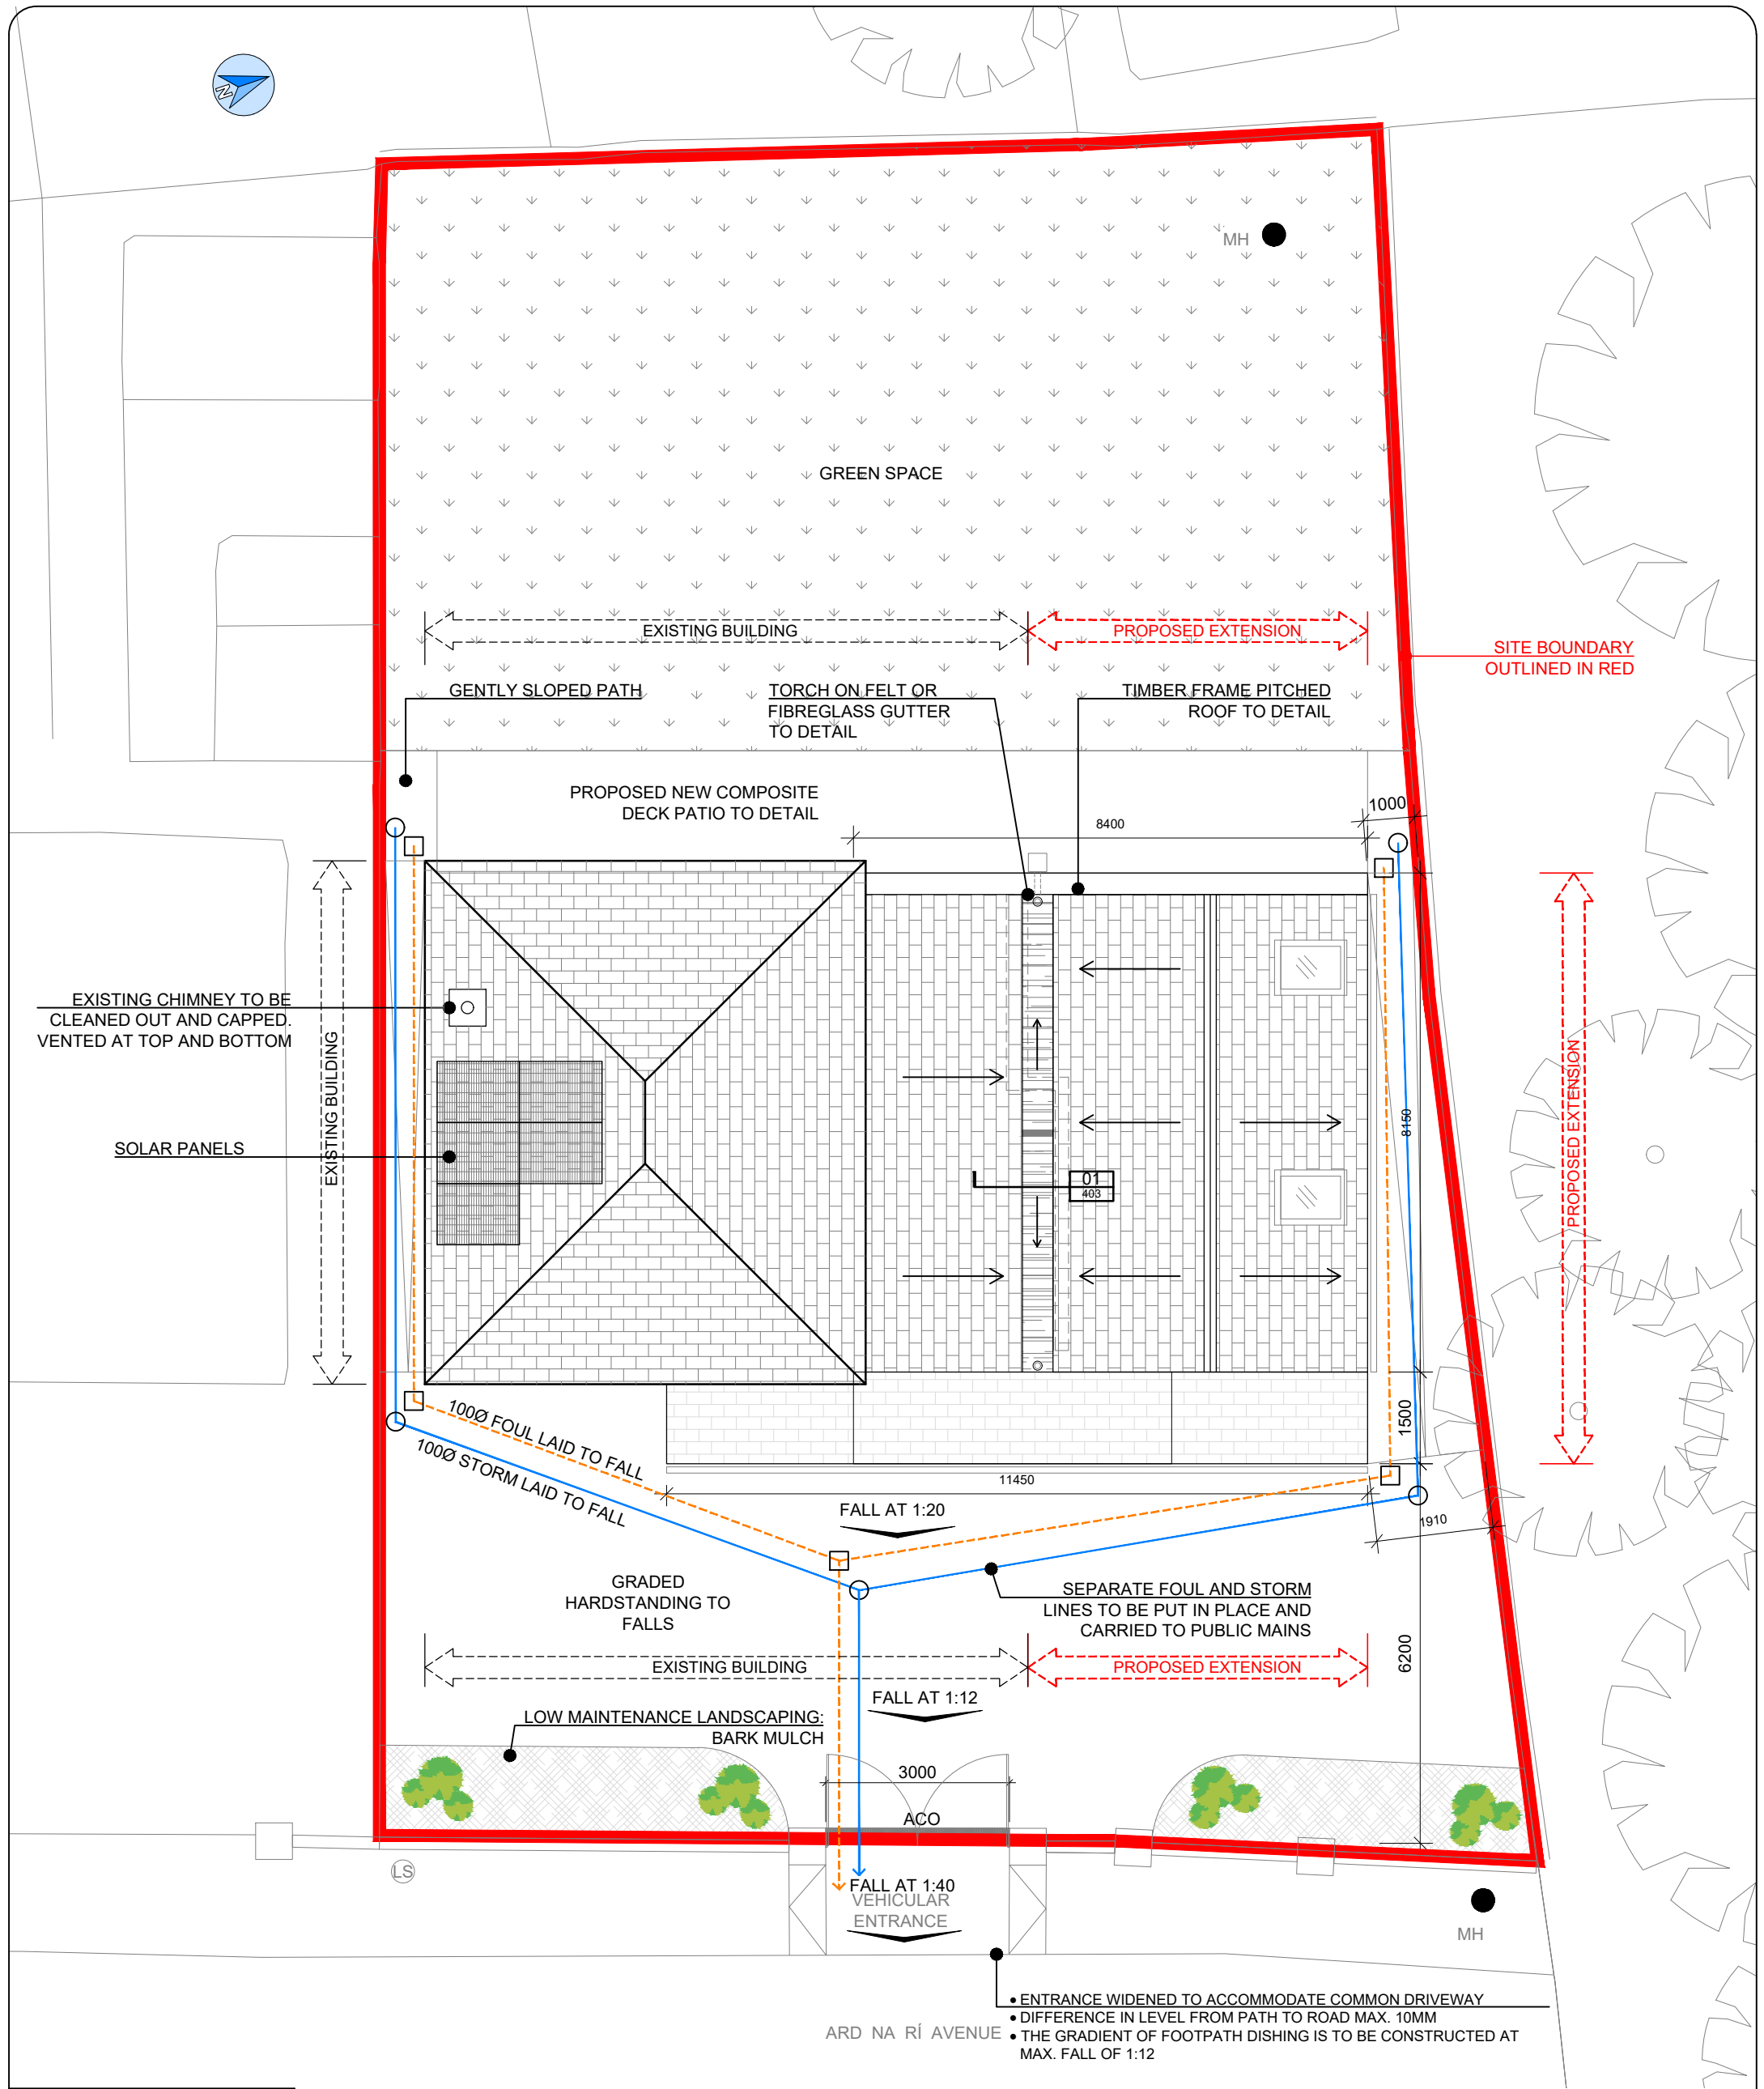 N
MH
GREEN SPACE
EXISTING BUILDING
PROPOSED EXTENSION
SITE BOUNDARY
OUTLINED IN RED
GENTLY SLOPED PATH
TORCH ON FELT OR
FIBREGLASS GUTTER
TO DETAIL
TIMBER FRAME PITCHED
ROOF TO DETAIL
PROPOSED NEW COMPOSITE
DECK PATIO TO DETAIL
1000
8400
EXISTING CHIMNEY TO BE
CLEANED OUT AND CAPPED.
VENTED AT TOP AND BOTTOM
EXISTING BUILDING
SOLAR PANELS
01
403
8150
PROPOSED EXTENSION
1500
100Ø FOUL LAID TO FALL
100Ø STORM LAID TO FALL
11450
FALL AT 1:20
1910
GRADED
HARDSTANDING TO
FALLS
SEPARATE FOUL AND STORM
LINES TO BE PUT IN PLACE AND
CARRIED TO PUBLIC MAINS
6200
EXISTING BUILDING
PROPOSED EXTENSION
FALL AT 1:12
LOW MAINTENANCE LANDSCAPING:
BARK MULCH
3000
ACO
LS
FALL AT 1:40
VEHICULAR
ENTRANCE
MH
• ENTRANCE WIDENED TO ACCOMMODATE COMMON DRIVEWAY
• DIFFERENCE IN LEVEL FROM PATH TO ROAD MAX. 10MM
ARD NA RÍ AVENUE
• THE GRADIENT OF FOOTPATH DISHING IS TO BE CONSTRUCTED AT
MAX. FALL OF 1:12